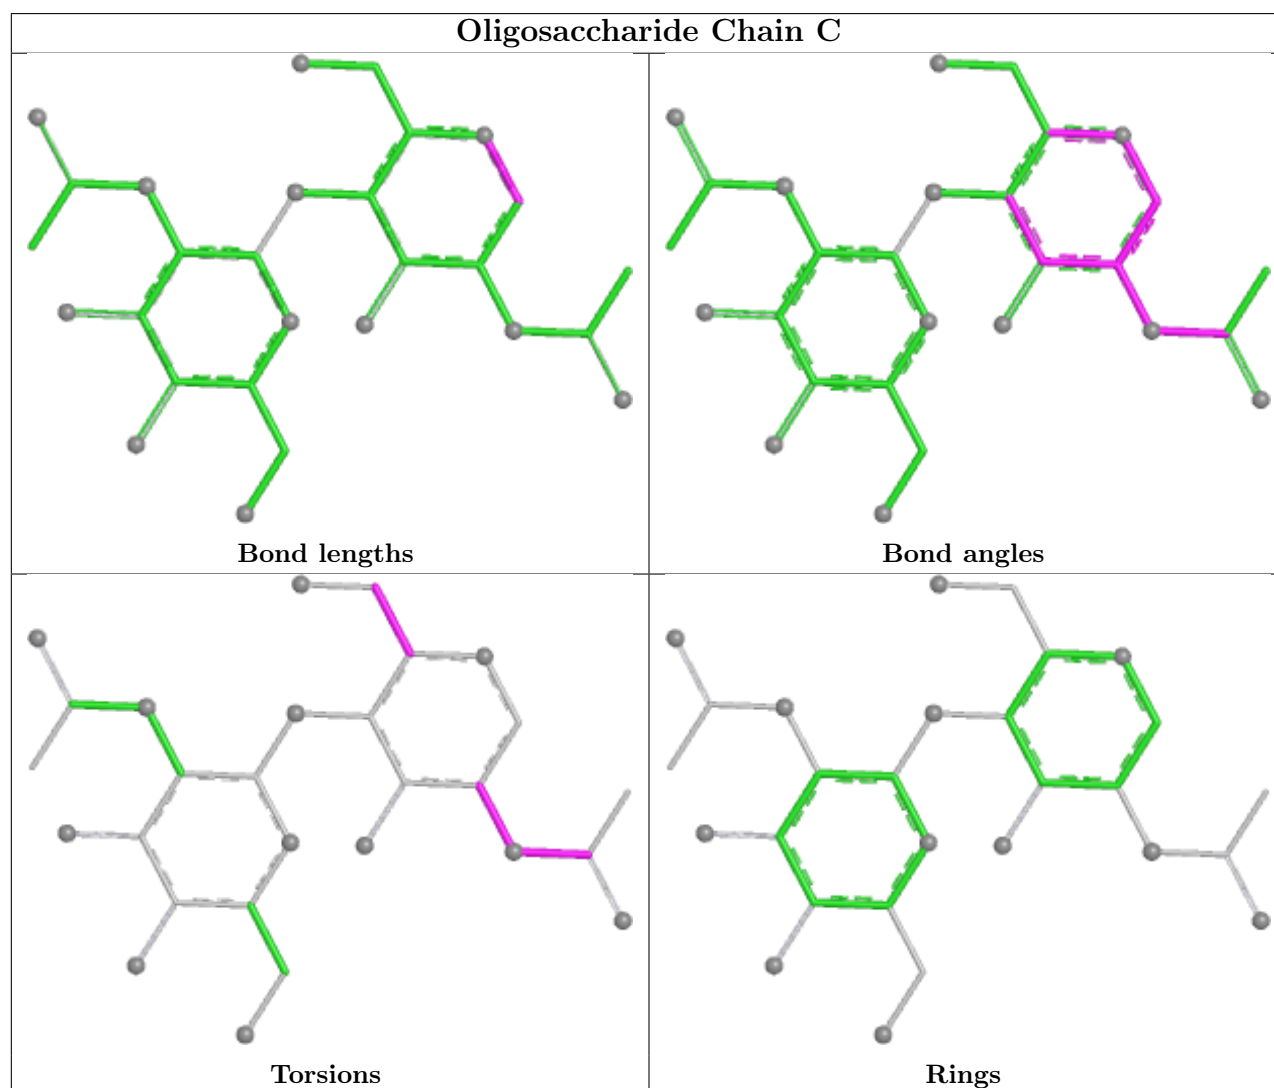 Oligosaccharide Chain C
Bond lengths
Bond angles
Torsions
Rings